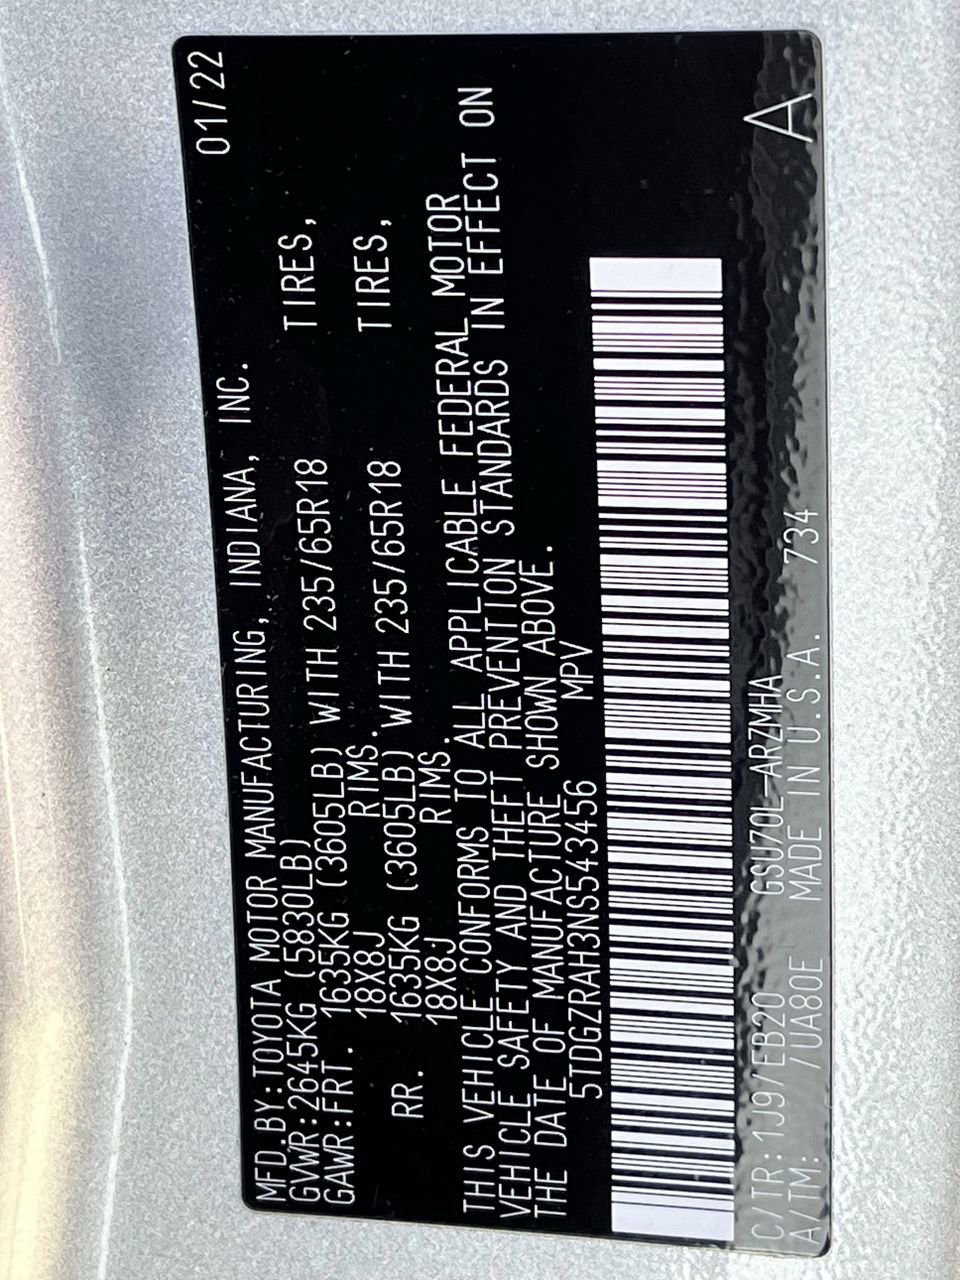 MFD.BY:TOYOTA MOTOR MANUFACTURING, INDIANA, INC. 01/22
GVWR:2645KG (5830LB)
GAWR:FRT. 1635KG (3605LB) WITH 235/65R18 TIRES,
18X8J RIMS.
RR. 1635KG (3605LB) WITH 235/65R18 TIRES,
18X8J RIMS.
THIS VEHICLE CONFORMS TO ALL APPLICABLE FEDERAL MOTOR
VEHICLE SAFETY AND THEFT PREVENTION STANDARDS IN EFFECT ON
THE DATE OF MANUFACTURE SHOWN ABOVE.
5TDGZRAH3NS543456 MPV
C/TR:1J9/EB20 GSU70L-ARZMHA A
A/TM: /UA80E MADE IN U.S.A. 734